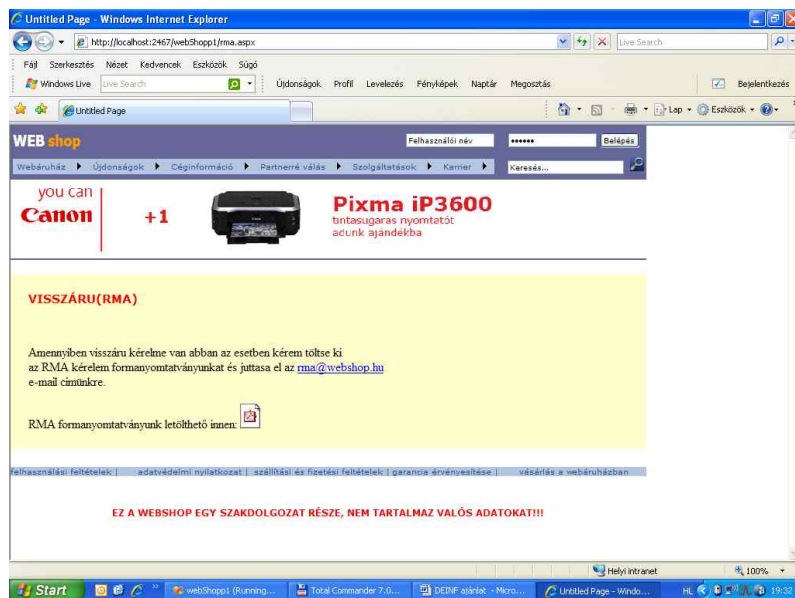 Untitled Page - Windows Internet Explorer
http://localhost:2467/webShopp1/rma.aspx
Live Search
Fájl Szerkesztés Nézet Kedvencek Eszközök Súgó
Windows Live Live Search Újdonságok Profil Levelezés Fényképek Naptár Megosztás Bejelentkezés
Untitled Page Lap Eszközök
WEB shop Felhasználói név •••••• Belépés
Webáruház Újdonságok Céginformáció Partnerré válás Szolgáltatások Karrier Keresés...
you can
Canon +1 Pixma iP3600
tintasugaras nyomtatót
adunk ajándékba
VISSZÁRU(RMA)
Amennyiben visszáru kérelme van abban az esetben kérem töltse ki
az RMA kérelem formanyomtatványunkat és juttasa el az rma@webshop.hu
e-mail címünkre.
RMA formanyomtatványunk letölthető innen:
felhasználási feltételek | adatvédelmi nyilatkozat | szállítási és fizetési feltételek | garancia érvényesítése | vásárlás a webáruházban
EZ A WEBSHOP EGY SZAKDOLGOZAT RÉSZE, NEM TARTALMAZ VALÓS ADATOKAT!!!
Helyi intranet 100%
Start webShopp1 (Running... Total Commander 7.0... DEINF ajánlat - Micro... Untitled Page - Windo... HL 19:32